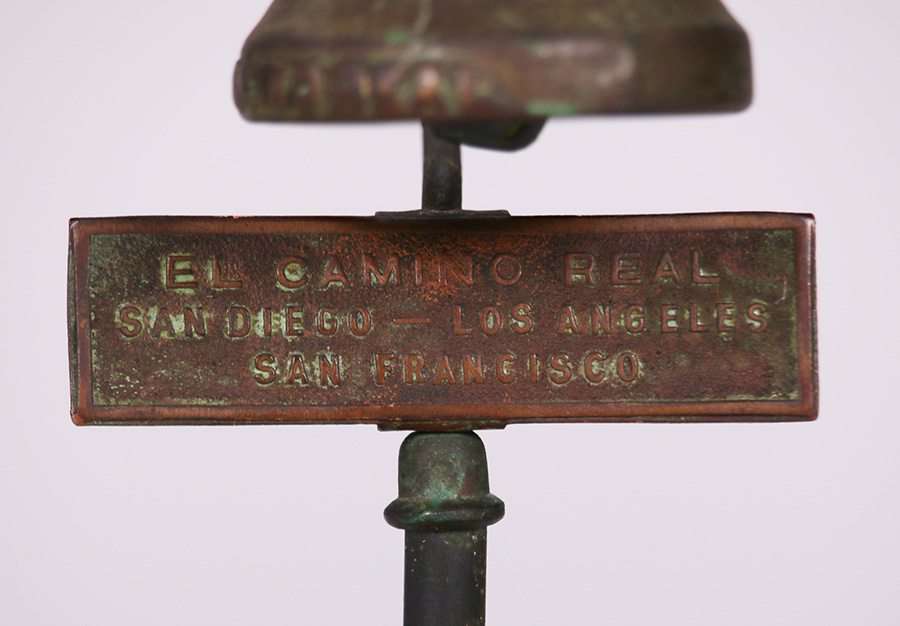 EL CAMINO REAL
SAN DIEGO — LOS ANGELES
SAN FRANCISCO